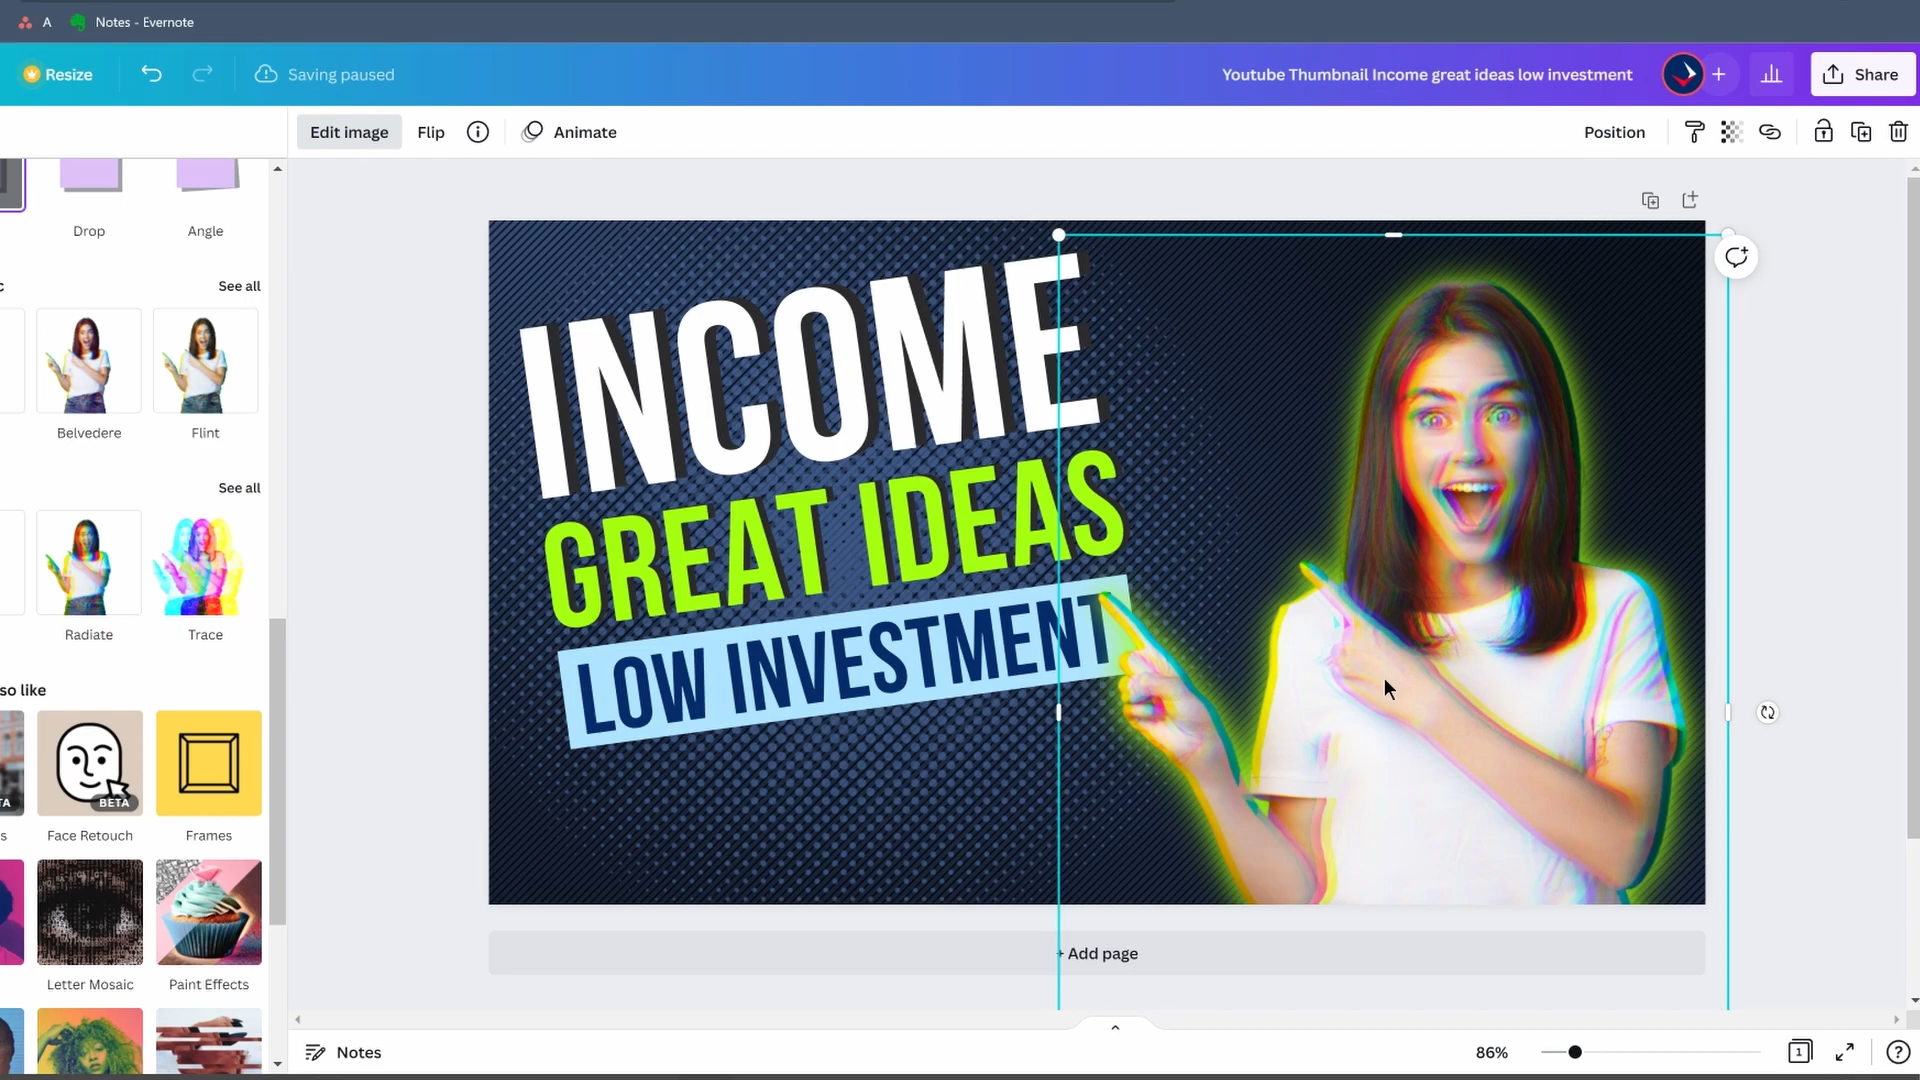 A Notes - Evernote
Resize Saving paused Youtube Thumbnail Income great ideas low investment Share
Edit image Flip Animate Position
Drop Angle
c See all
Belvedere Flint
See all
Radiate Trace
so like
TA BETA
s Face Retouch Frames
Letter Mosaic Paint Effects
INCOME
GREAT IDEAS
LOW INVESTMENT
+ Add page
Notes 86% 1